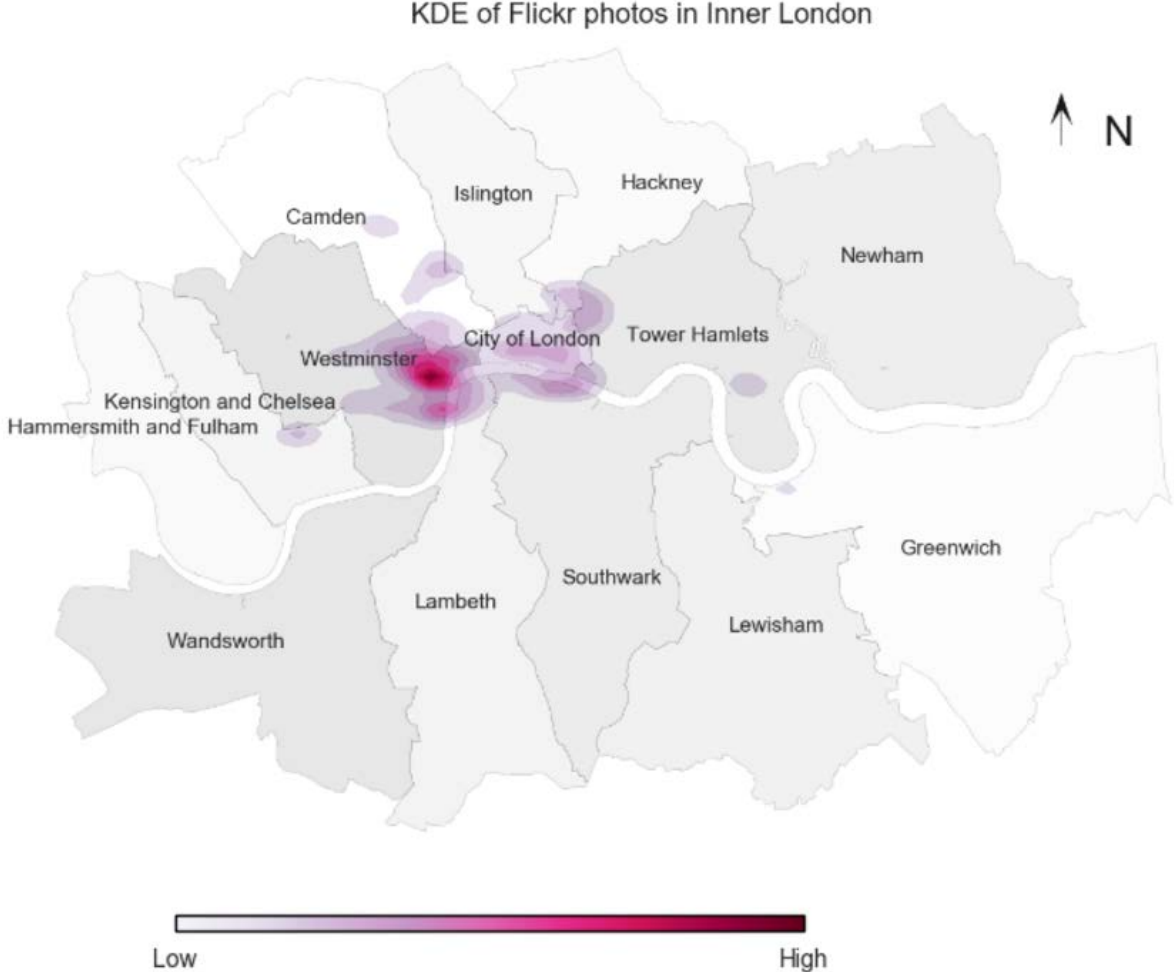 KDE of Flickr photos in Inner London
N
Hackney
Islington
Camden
Newham
Tower Hamlets
City of London
Westminster
Kensington and Chelsea
Hammersmith and Fulham
Greenwich
Southwark
Lambeth
Lewisham
Wandsworth
Low
High